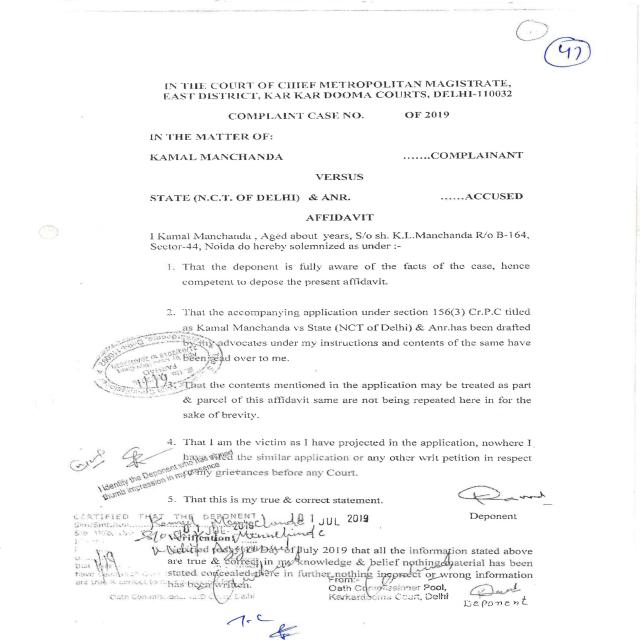 47
IN THE COURT OF CHIEF METROPOLITAN MAGISTRATE,
EAST DISTRICT, KAR KAR DOOMA COURTS, DELHI-110032
COMPLAINT CASE NO. OF 2019
IN THE MATTER OF:
KAMAL MANCHANDA .......COMPLAINANT
VERSUS
STATE (N.C.T. OF DELHI) & ANR. ......ACCUSED
AFFIDAVIT
I Kamal Manchanda , Aged about years, S/o sh. K.L.Manchanda R/o B-164,
Sector-44, Noida do hereby solemnized as under :-
1. That the deponent is fully aware of the facts of the case, hence
competent to depose the present affidavit.
2. That the accompanying application under section 156(3) Cr.P.C titled
as Kamal Manchanda vs State (NCT of Delhi) & Anr.has been drafted
by my advocates under my instructions and contents of the same have
been read over to me.
3. That the contents mentioned in the application may be treated as part
& parcel of this affidavit same are not being repeated here in for the
sake of brevity.
4. That I am the victim as I have projected in the application, nowhere I
have filed the similar application or any other writ petition in respect
of my grievances before any Court.
I Identify the Deponent who has signed
thumb impression in my presence
5. That this is my true & correct statement.
Deponent
CERTIFIED THAT THE DEPONENT
01 JUL 2019
S/o
Verification:
Verified Day of July 2019 that all the information stated above
are true & correct in my knowledge & belief nothing material has been
stated concealed there in further nothing incorrect or wrong information
has been written.
From:-
Oath Commissioner Pool,
Karkardooma Court, Delhi
Deponent
T.C